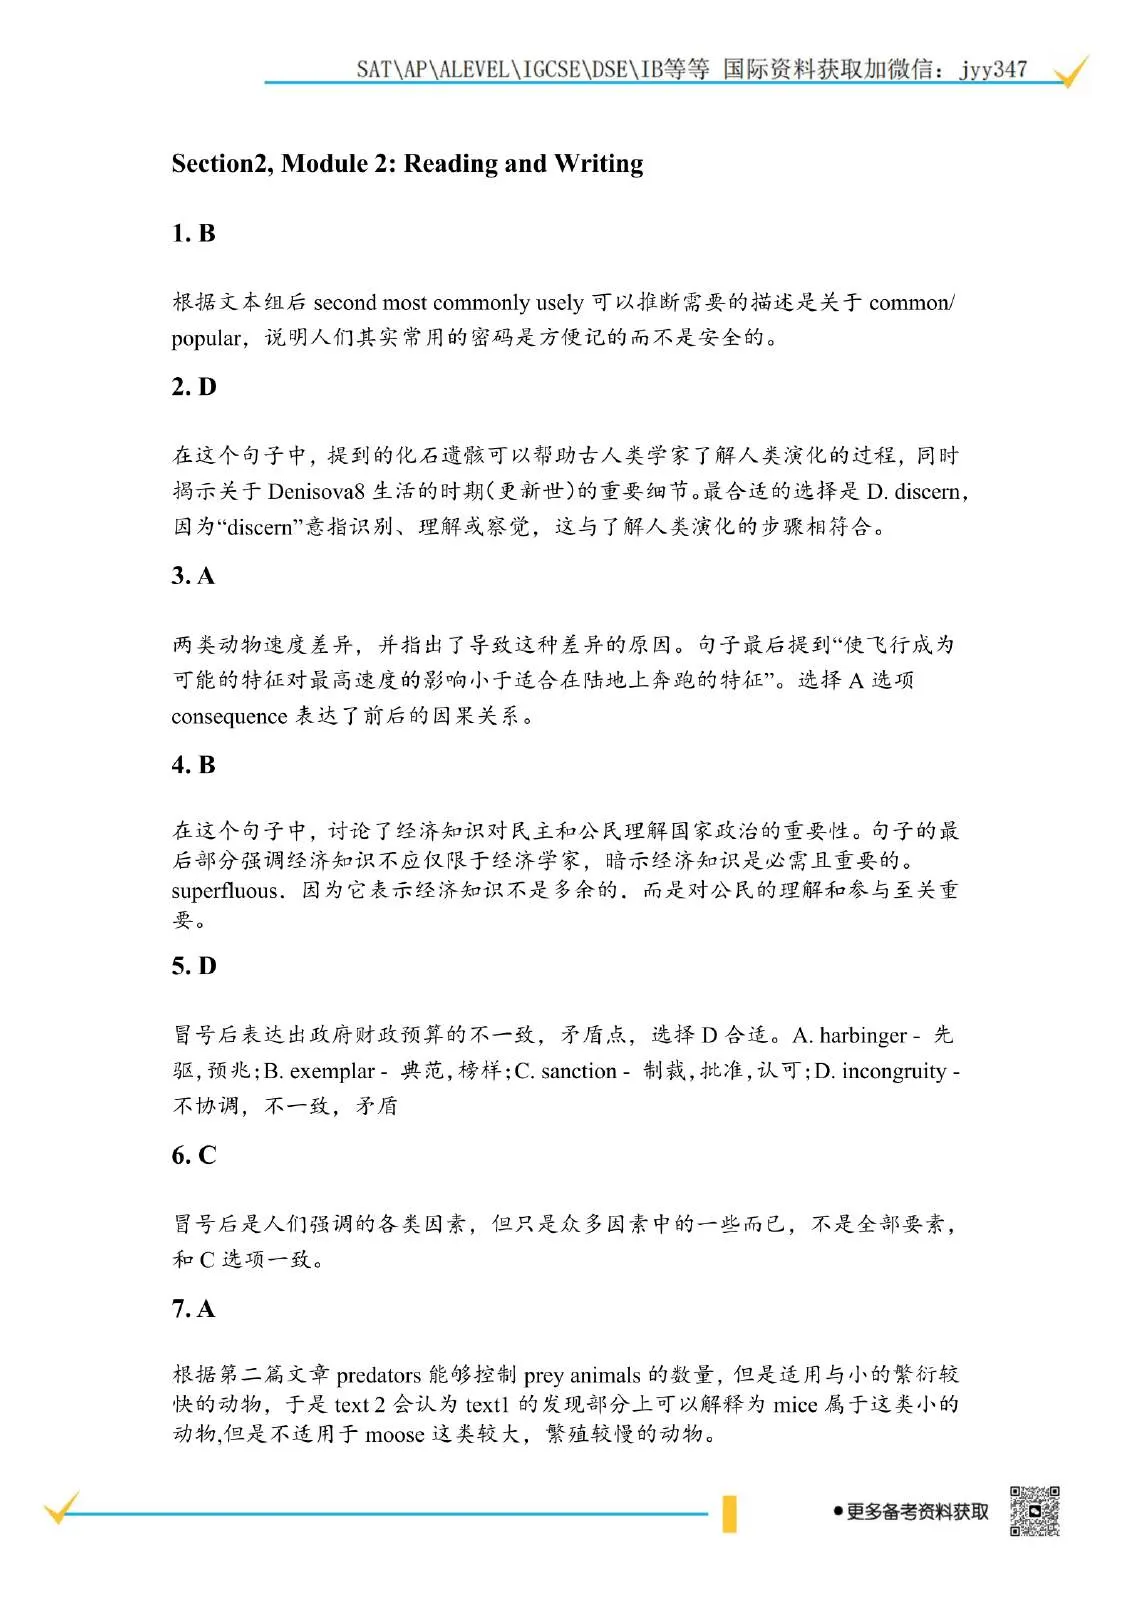 SAT\AP\ALEVEL\IGCSE\DSE\IB等等 国际资料获取加微信：jyy347
Section2, Module 2: Reading and Writing
1. B
根据文本组后 second most commonly usely 可以推断需要的描述是关于 common/
popular，说明人们其实常用的密码是方便记的而不是安全的。
2. D
在这个句子中，提到的化石遗骸可以帮助古人类学家了解人类演化的过程，同时
揭示关于 Denisova8 生活的时期（更新世）的重要细节。最合适的选择是 D. discern，
因为“discern”意指识别、理解或察觉，这与了解人类演化的步骤相符合。
3. A
两类动物速度差异，并指出了导致这种差异的原因。句子最后提到“使飞行成为
可能的特征对最高速度的影响小于适合在陆地上奔跑的特征”。选择 A 选项
consequence 表达了前后的因果关系。
4. B
在这个句子中，讨论了经济知识对民主和公民理解国家政治的重要性。句子的最
后部分强调经济知识不应仅限于经济学家，暗示经济知识是必需且重要的。
superfluous．因为它表示经济知识不是多余的．而是对公民的理解和参与至关重
要。
5. D
冒号后表达出政府财政预算的不一致，矛盾点，选择 D 合适。A. harbinger - 先
驱,预兆;B. exemplar - 典范,榜样;C. sanction - 制裁,批准,认可;D. incongruity -
不协调，不一致，矛盾
6. C
冒号后是人们强调的各类因素，但只是众多因素中的一些而已，不是全部要素，
和 C 选项一致。
7. A
根据第二篇文章 predators 能够控制 prey animals 的数量，但是适用与小的繁衍较
快的动物，于是 text 2 会认为 text1 的发现部分上可以解释为 mice 属于这类小的
动物,但是不适用于 moose 这类较大，繁殖较慢的动物。
●更多备考资料获取